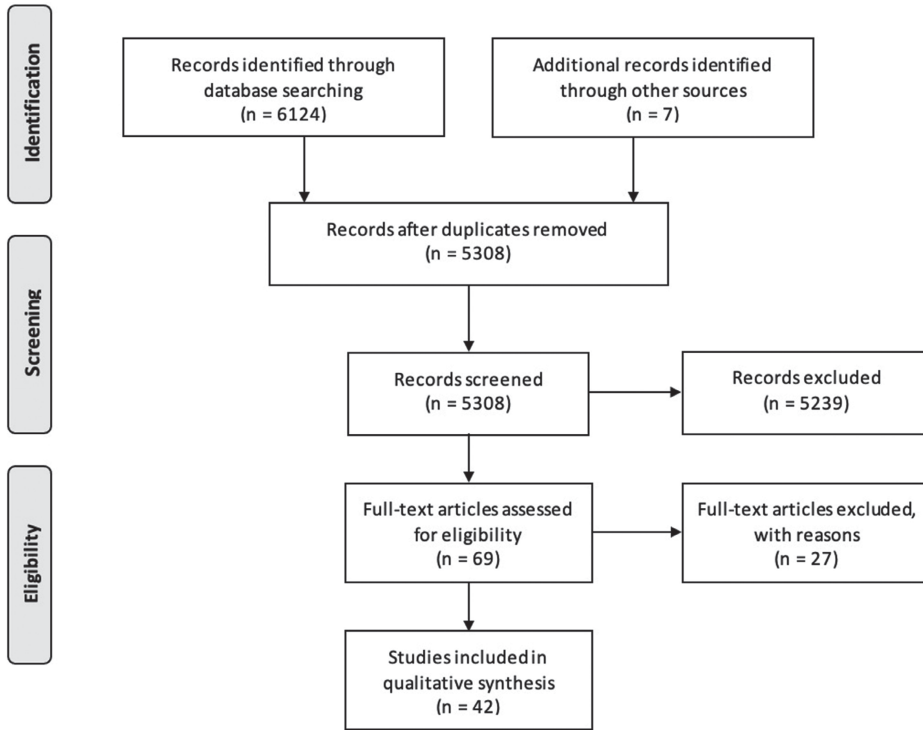 Identification
Records identified through
database searching
(n = 6124)
Additional records identified
through other sources
(n = 7)
Records after duplicates removed
(n = 5308)
Screening
Records screened
(n = 5308)
Records excluded
(n = 5239)
Eligibility
Full-text articles assessed
for eligibility
(n = 69)
Full-text articles excluded,
with reasons
(n = 27)
Studies included in
qualitative synthesis
(n = 42)